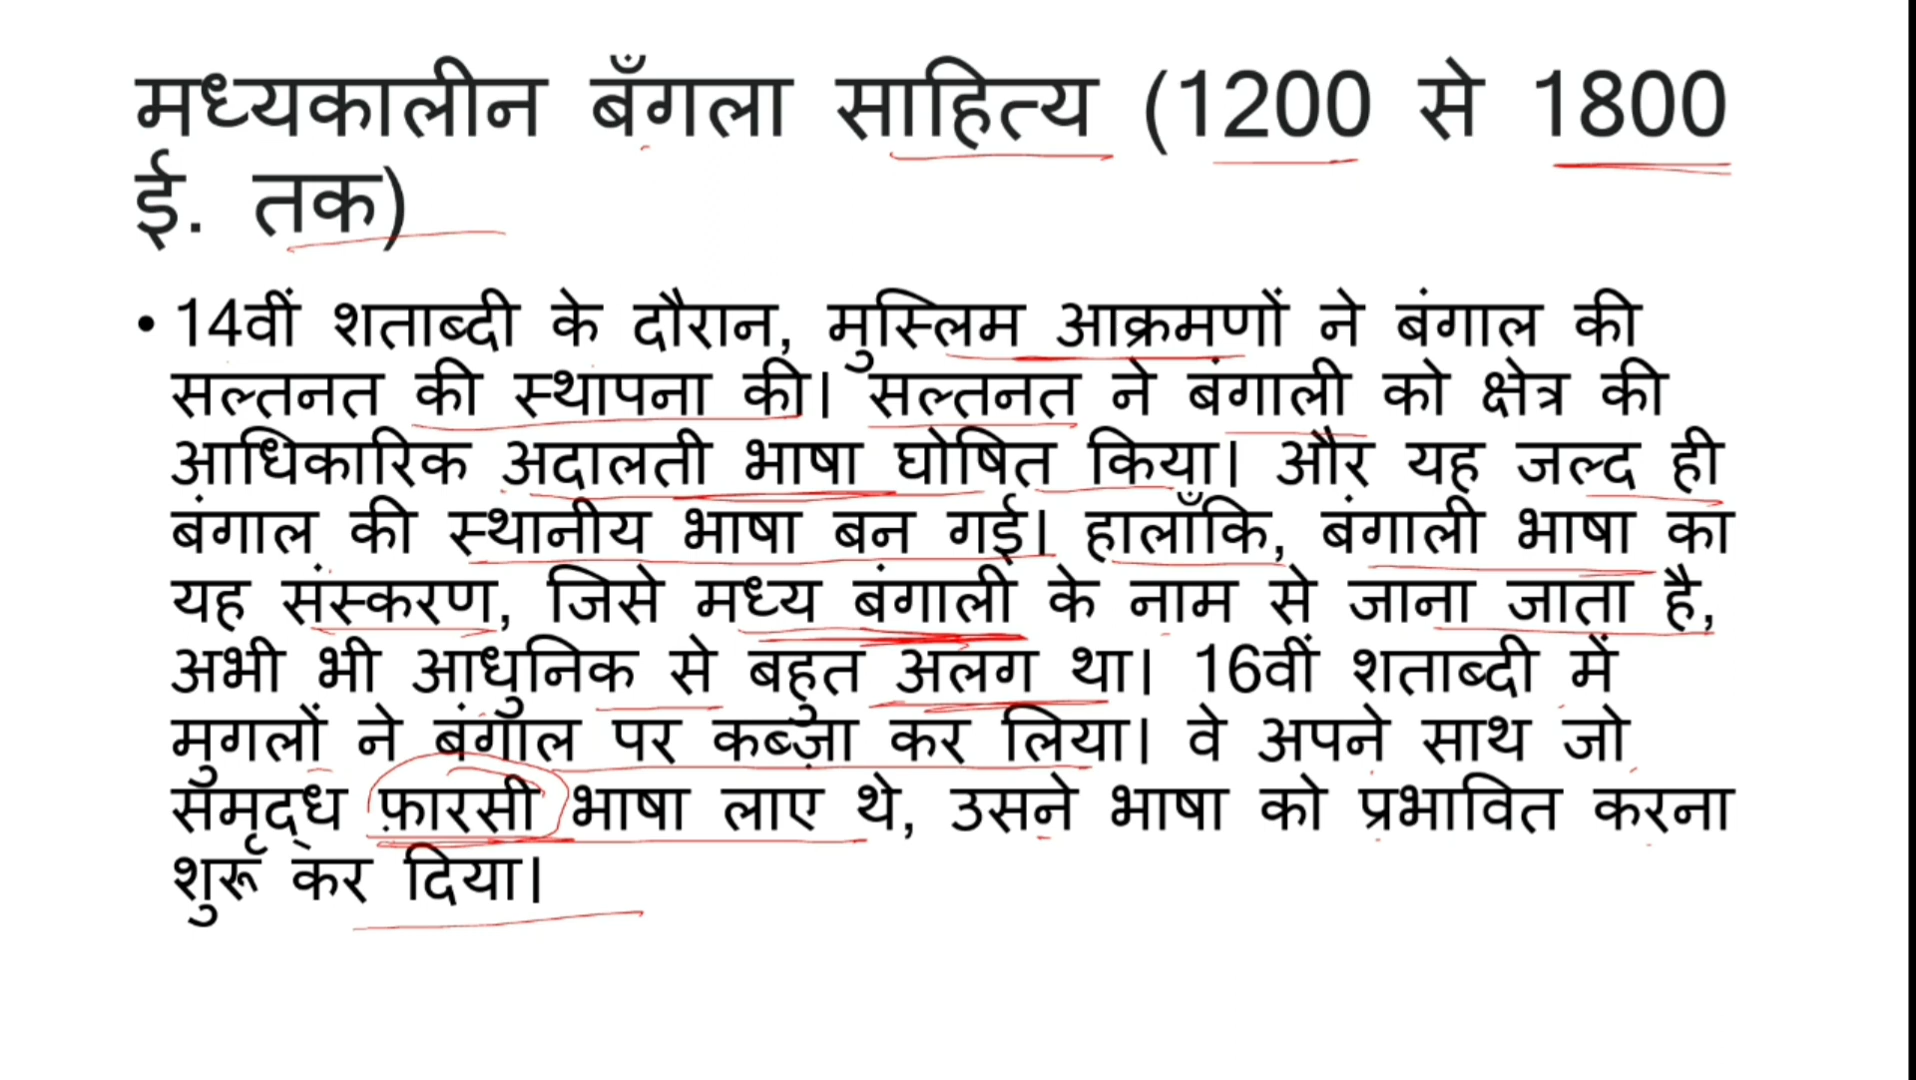 मध्यकालीन बँगला साहित्य (1200 से 1800
ई. तक)
• 14वीं शताब्दी के दौरान, मुस्लिम आक्रमणों ने बंगाल की
सल्तनत की स्थापना की। सल्तनत ने बंगाली को क्षेत्र की
आधिकारिक अदालती भाषा घोषित किया। और यह जल्द ही
बंगाल की स्थानीय भाषा बन गई। हालाँकि, बंगाली भाषा का
यह संस्करण, जिसे मध्य बंगाली के नाम से जाना जाता है,
अभी भी आधुनिक से बहुत अलग था। 16वीं शताब्दी में
मुगलों ने बंगाल पर कब्ज़ा कर लिया। वे अपने साथ जो
समृद्ध फ़ारसी भाषा लाए थे, उसने भाषा को प्रभावित करना
शुरू कर दिया।